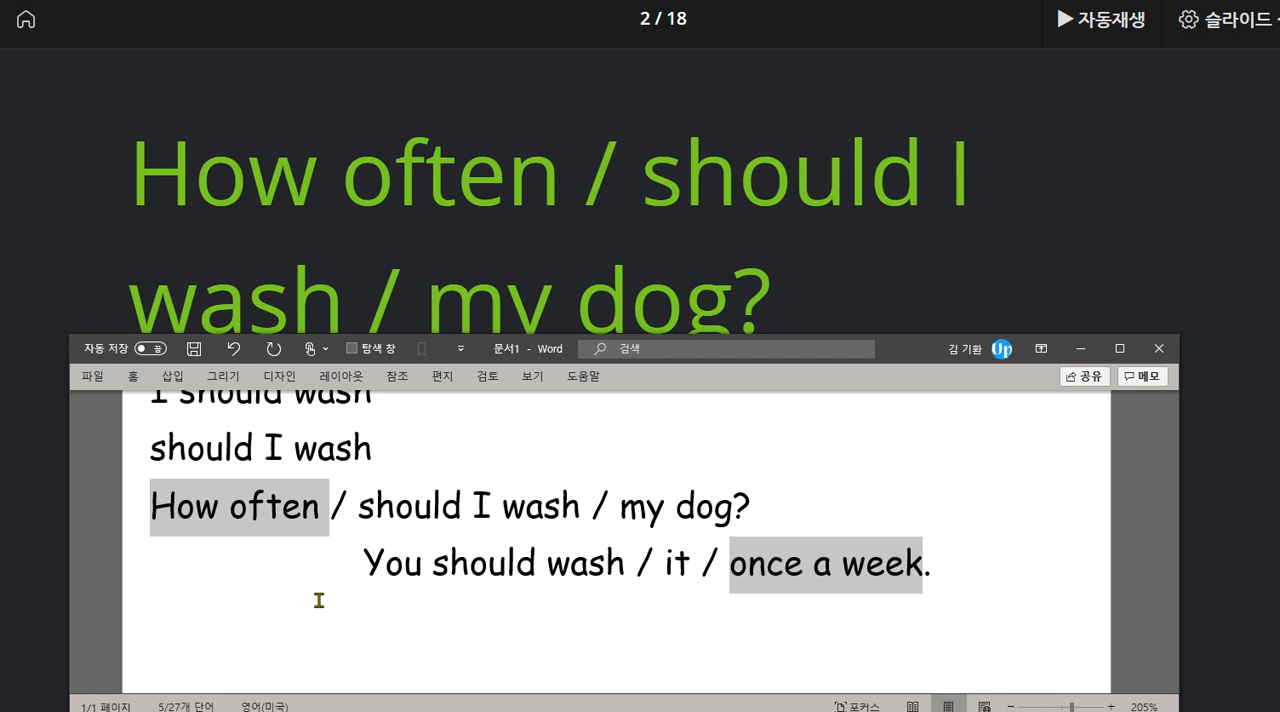 2 / 18
▶ 자동재생
슬라이드
How often / should I
wash / my dog?
자동 저장
끔
탐색 창
문서1 - Word
검색
김 기환
Up
파일 홈 삽입 그리기 디자인 레이아웃 참조 편지 검토 보기 도움말
공유
메모
I should wash
should I wash
How often / should I wash / my dog?
You should wash / it / once a week.
1/1 페이지 5/27개 단어 영어(미국)
포커스
205%